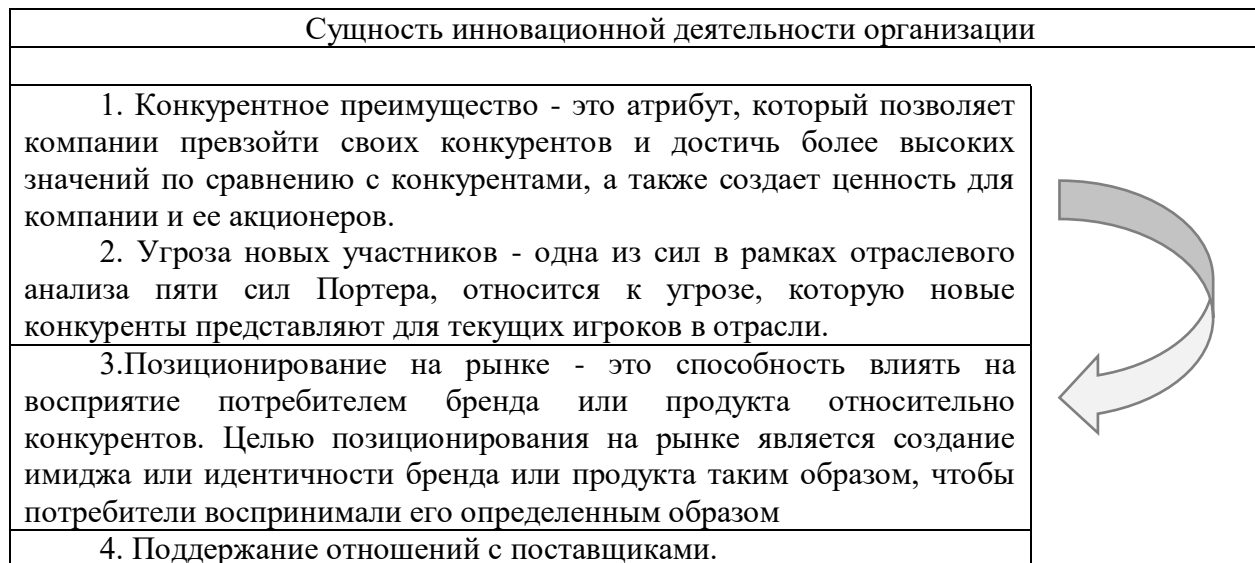 Сущность инновационной деятельности организации
1. Конкурентное преимущество - это атрибут, который позволяет
компании превзойти своих конкурентов и достичь более высоких
значений по сравнению с конкурентами, а также создает ценность для
компании и ее акционеров.
2. Угроза новых участников - одна из сил в рамках отраслевого
анализа пяти сил Портера, относится к угрозе, которую новые
конкуренты представляют для текущих игроков в отрасли.
3.Позиционирование на рынке - это способность влиять на
восприятие потребителем бренда или продукта относительно
конкурентов. Целью позиционирования на рынке является создание
имиджа или идентичности бренда или продукта таким образом, чтобы
потребители воспринимали его определенным образом
4. Поддержание отношений с поставщиками.